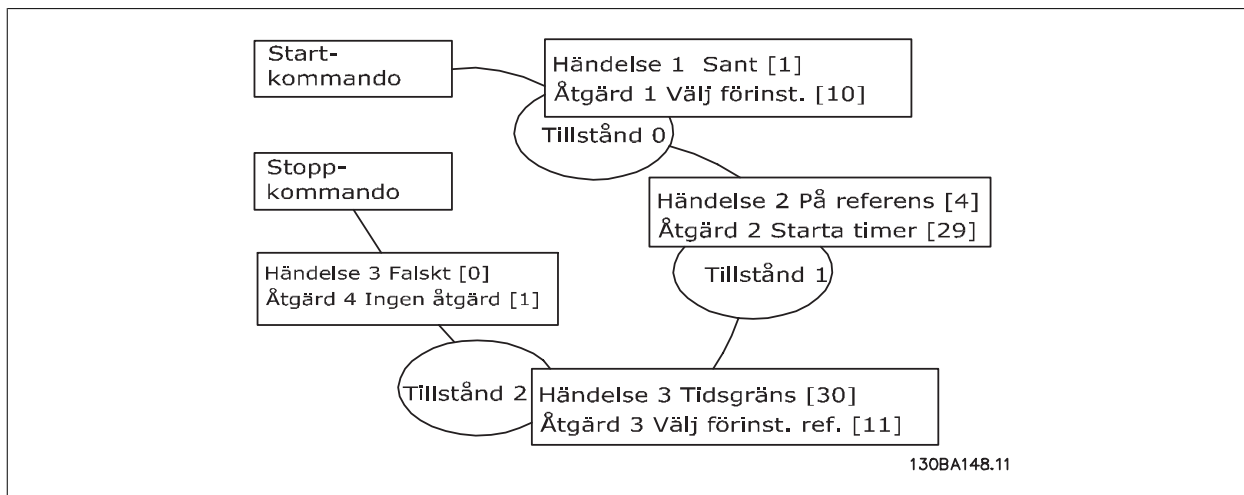 Start-
kommando
Händelse 1 Sant [1]
Åtgärd 1 Välj förinst. [10]
Tillstånd 0
Stopp-
kommando
Händelse 2 På referens [4]
Åtgärd 2 Starta timer [29]
Tillstånd 1
Händelse 3 Falskt [0]
Åtgärd 4 Ingen åtgärd [1]
Tillstånd 2
Händelse 3 Tidsgräns [30]
Åtgärd 3 Välj förinst. ref. [11]
130BA148.11